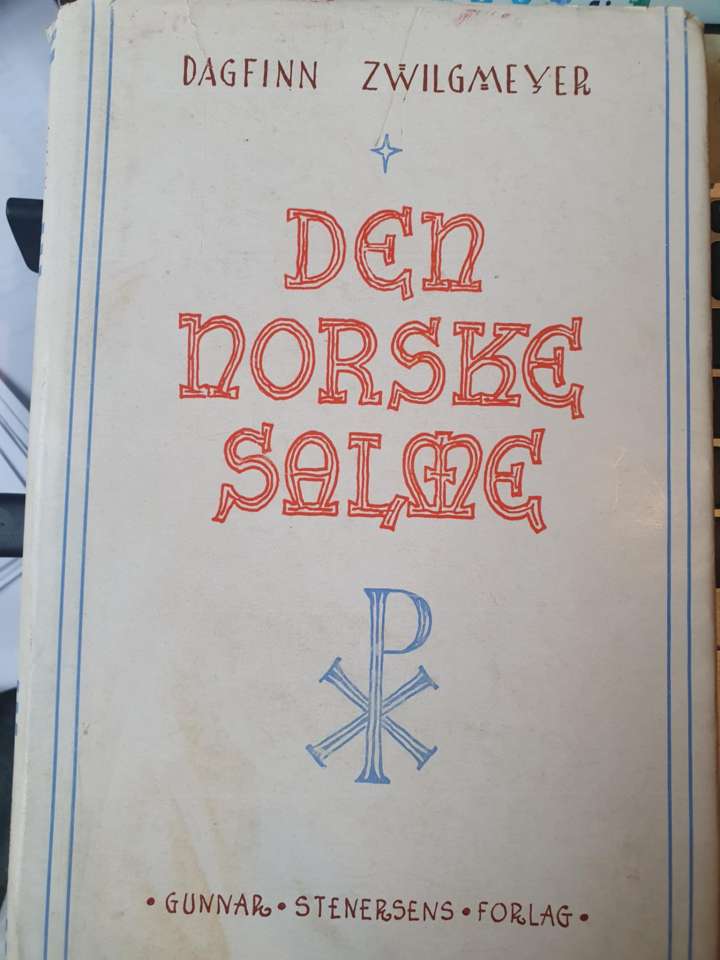 DAGFINN ZWILGMEYER
DEN
NORSKE
SALME
• GUNNAR • STENERSENS • FORLAG •